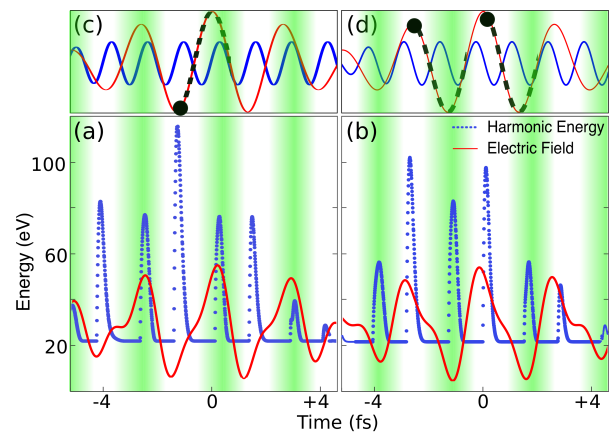 (c)
(d)
(a)
(b)
Harmonic Energy
Electric Field
100
60
20
Energy (eV)
-4
0
+4
-4
0
+4
Time (fs)